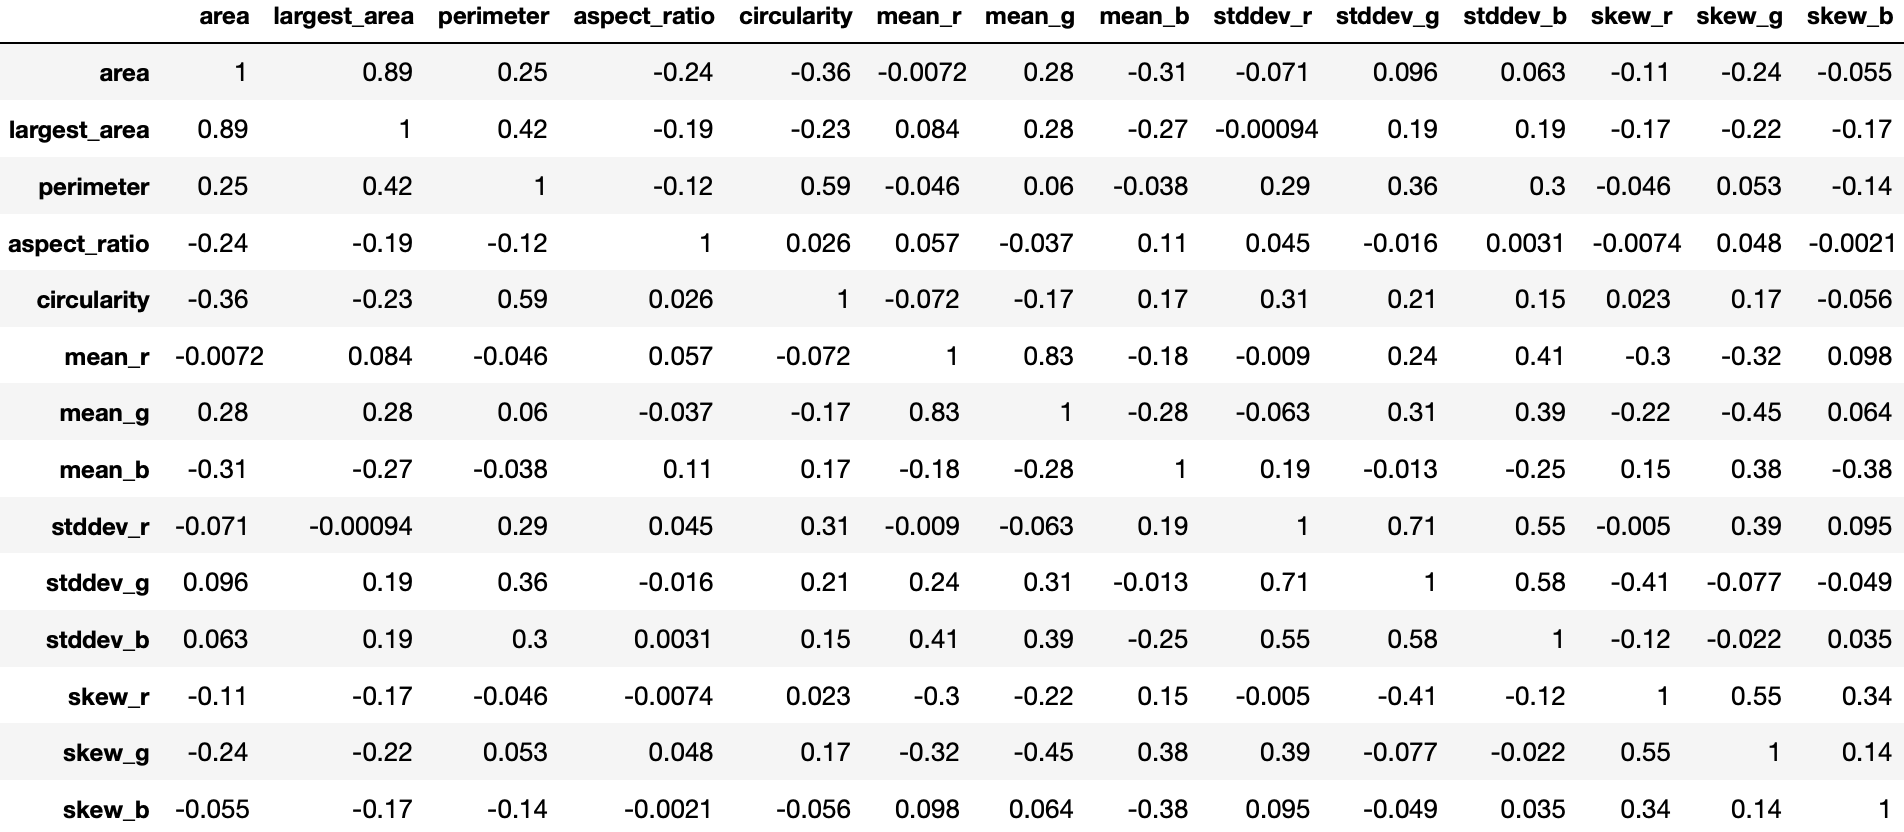 area largest_area perimeter aspect_ratio circularity mean_r mean_g mean_b stddev_r stddev_g stddev_b skew_r skew_g skew_b
area 1 0.89 0.25 -0.24 -0.36 -0.0072 0.28 -0.31 -0.071 0.096 0.063 -0.11 -0.24 -0.055
largest_area 0.89 1 0.42 -0.19 -0.23 0.084 0.28 -0.27 -0.00094 0.19 0.19 -0.17 -0.22 -0.17
perimeter 0.25 0.42 1 -0.12 0.59 -0.046 0.06 -0.038 0.29 0.36 0.3 -0.046 0.053 -0.14
aspect_ratio -0.24 -0.19 -0.12 1 0.026 0.057 -0.037 0.11 0.045 -0.016 0.0031 -0.0074 0.048 -0.0021
circularity -0.36 -0.23 0.59 0.026 1 -0.072 -0.17 0.17 0.31 0.21 0.15 0.023 0.17 -0.056
mean_r -0.0072 0.084 -0.046 0.057 -0.072 1 0.83 -0.18 -0.009 0.24 0.41 -0.3 -0.32 0.098
mean_g 0.28 0.28 0.06 -0.037 -0.17 0.83 1 -0.28 -0.063 0.31 0.39 -0.22 -0.45 0.064
mean_b -0.31 -0.27 -0.038 0.11 0.17 -0.18 -0.28 1 0.19 -0.013 -0.25 0.15 0.38 -0.38
stddev_r -0.071 -0.00094 0.29 0.045 0.31 -0.009 -0.063 0.19 1 0.71 0.55 -0.005 0.39 0.095
stddev_g 0.096 0.19 0.36 -0.016 0.21 0.24 0.31 -0.013 0.71 1 0.58 -0.41 -0.077 -0.049
stddev_b 0.063 0.19 0.3 0.0031 0.15 0.41 0.39 -0.25 0.55 0.58 1 -0.12 -0.022 0.035
skew_r -0.11 -0.17 -0.046 -0.0074 0.023 -0.3 -0.22 0.15 -0.005 -0.41 -0.12 1 0.55 0.34
skew_g -0.24 -0.22 0.053 0.048 0.17 -0.32 -0.45 0.38 0.39 -0.077 -0.022 0.55 1 0.14
skew_b -0.055 -0.17 -0.14 -0.0021 -0.056 0.098 0.064 -0.38 0.095 -0.049 0.035 0.34 0.14 1